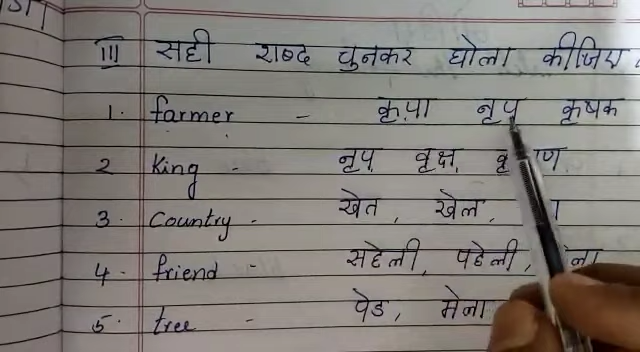 III सही शब्द चुनकर घोला कीजिए
1. farmer - कृपा नृप कृषक
2 King - नृप, वृक्ष,
3. Country - खेत, खेल,
4 - friend - सहेली, पहेली,
5. tree - पेड, मेना